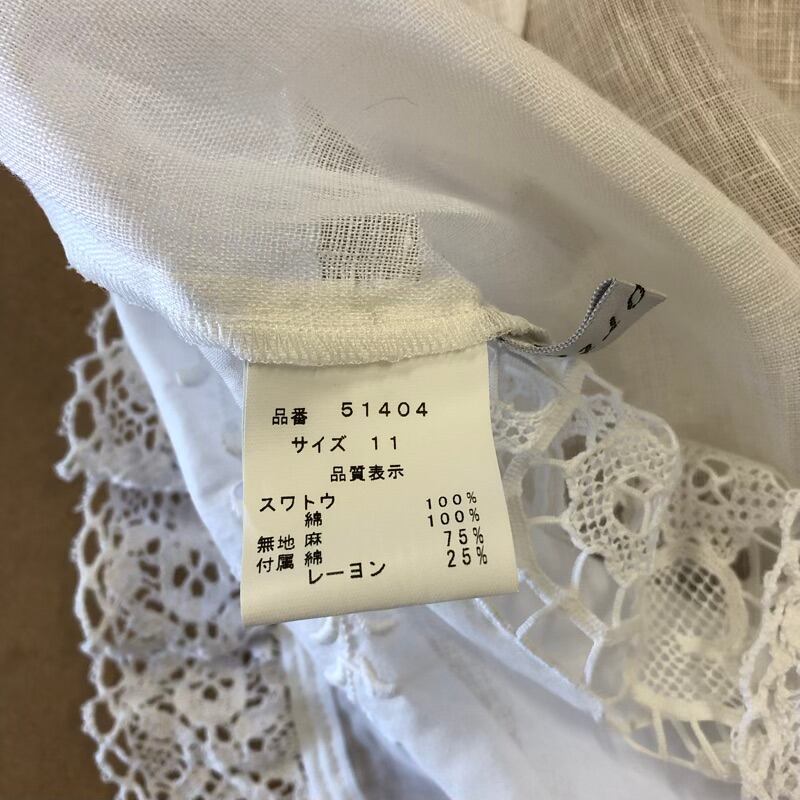 品番 51404
サイズ 11
品質表示
スワトウ 100%
綿 100%
無地 麻 75%
付属 綿 25%
レーヨン